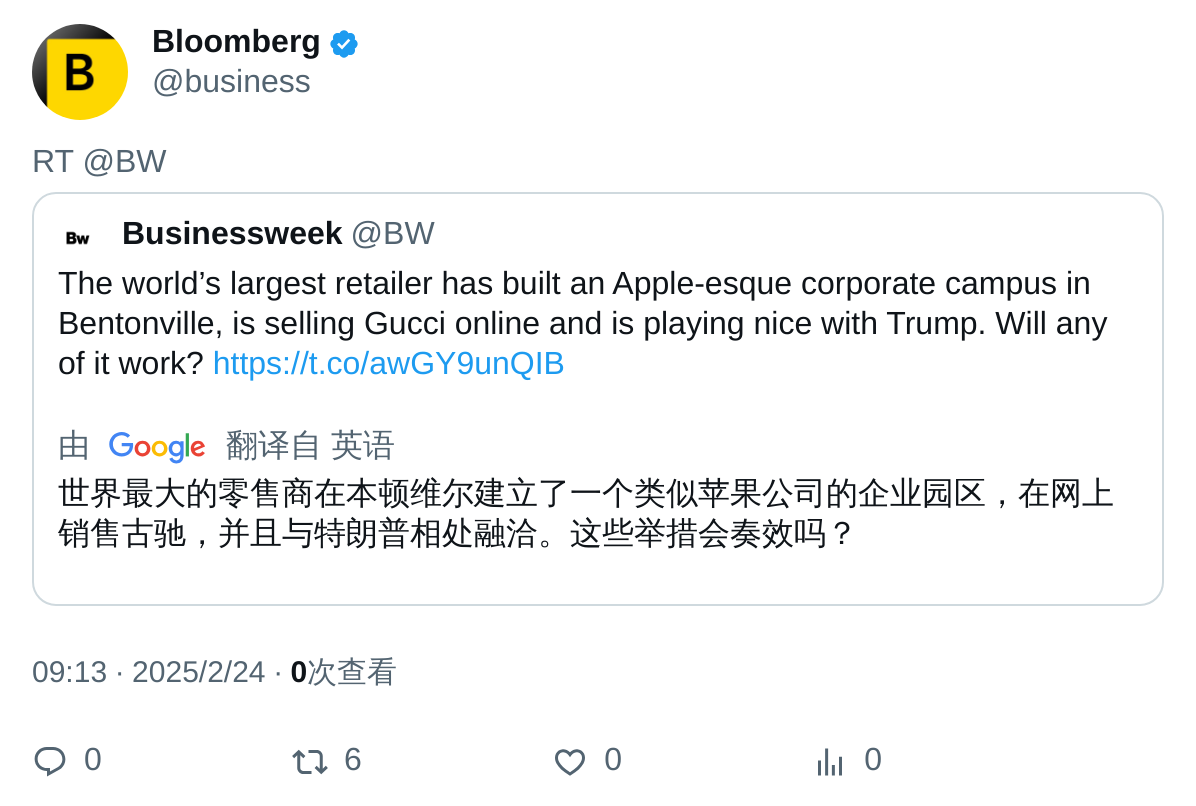 B
Bloomberg
@business
RT @BW
Bw Businessweek @BW
The world’s largest retailer has built an Apple-esque corporate campus in
Bentonville, is selling Gucci online and is playing nice with Trump. Will any
of it work? https://t.co/awGY9unQIB
由 Google 翻译自 英语
世界最大的零售商在本顿维尔建立了一个类似苹果公司的企业园区，在网上
销售古驰，并且与特朗普相处融洽。这些举措会奏效吗？
09:13 · 2025/2/24 · 0次查看
0 6 0 0